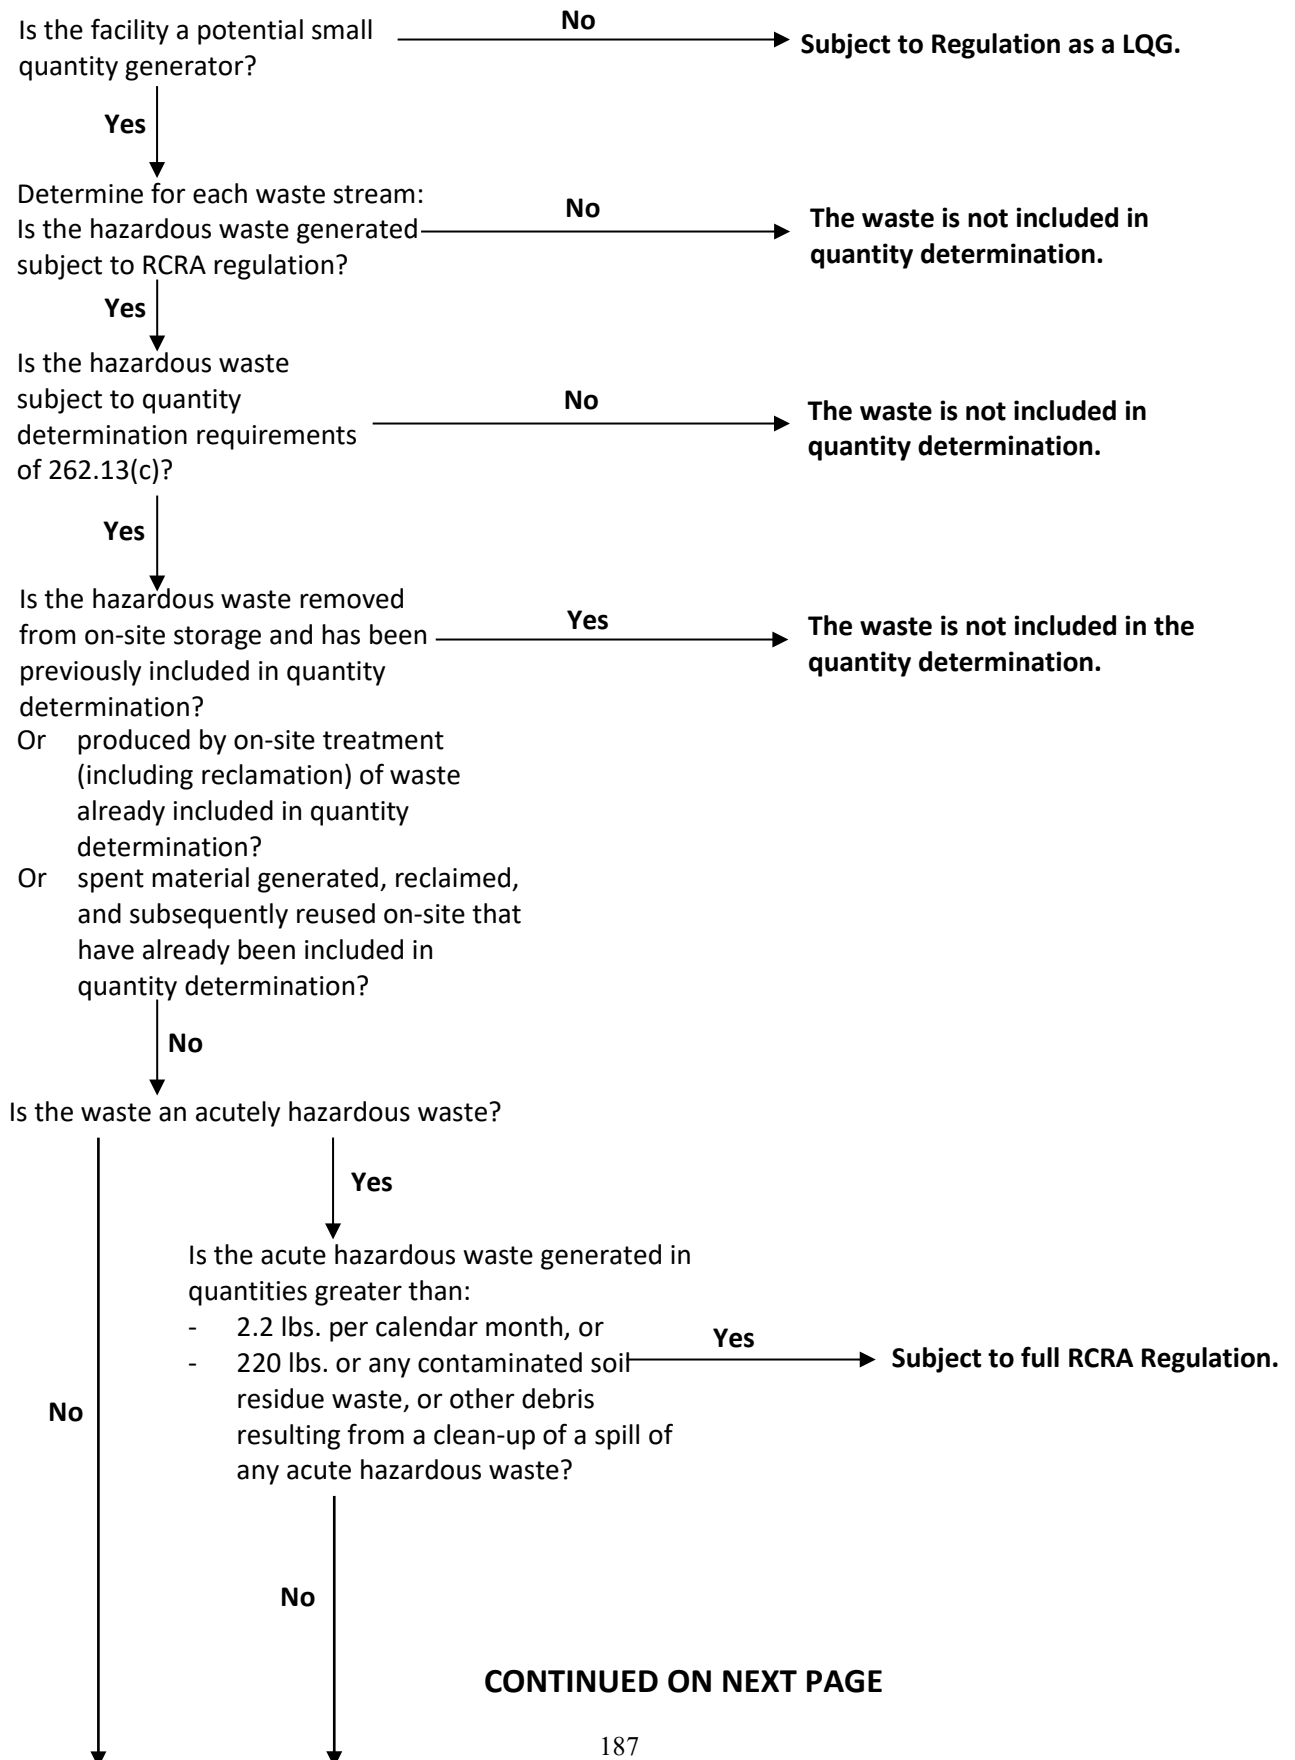 Is the facility a potential small
quantity generator?
No
Subject to Regulation as a LQG.
Yes
Determine for each waste stream:
Is the hazardous waste generated
subject to RCRA regulation?
No
The waste is not included in
quantity determination.
Yes
Is the hazardous waste
subject to quantity
determination requirements
of 262.13(c)?
No
The waste is not included in
quantity determination.
Yes
Is the hazardous waste removed
from on-site storage and has been
previously included in quantity
determination?
Yes
The waste is not included in the
quantity determination.
Or produced by on-site treatment
(including reclamation) of waste
already included in quantity
determination?
Or spent material generated, reclaimed,
and subsequently reused on-site that
have already been included in
quantity determination?
No
Is the waste an acutely hazardous waste?
Yes
Is the acute hazardous waste generated in
quantities greater than:
- 2.2 lbs. per calendar month, or
- 220 lbs. or any contaminated soil
residue waste, or other debris
resulting from a clean-up of a spill of
any acute hazardous waste?
Yes
Subject to full RCRA Regulation.
No
No
CONTINUED ON NEXT PAGE
187